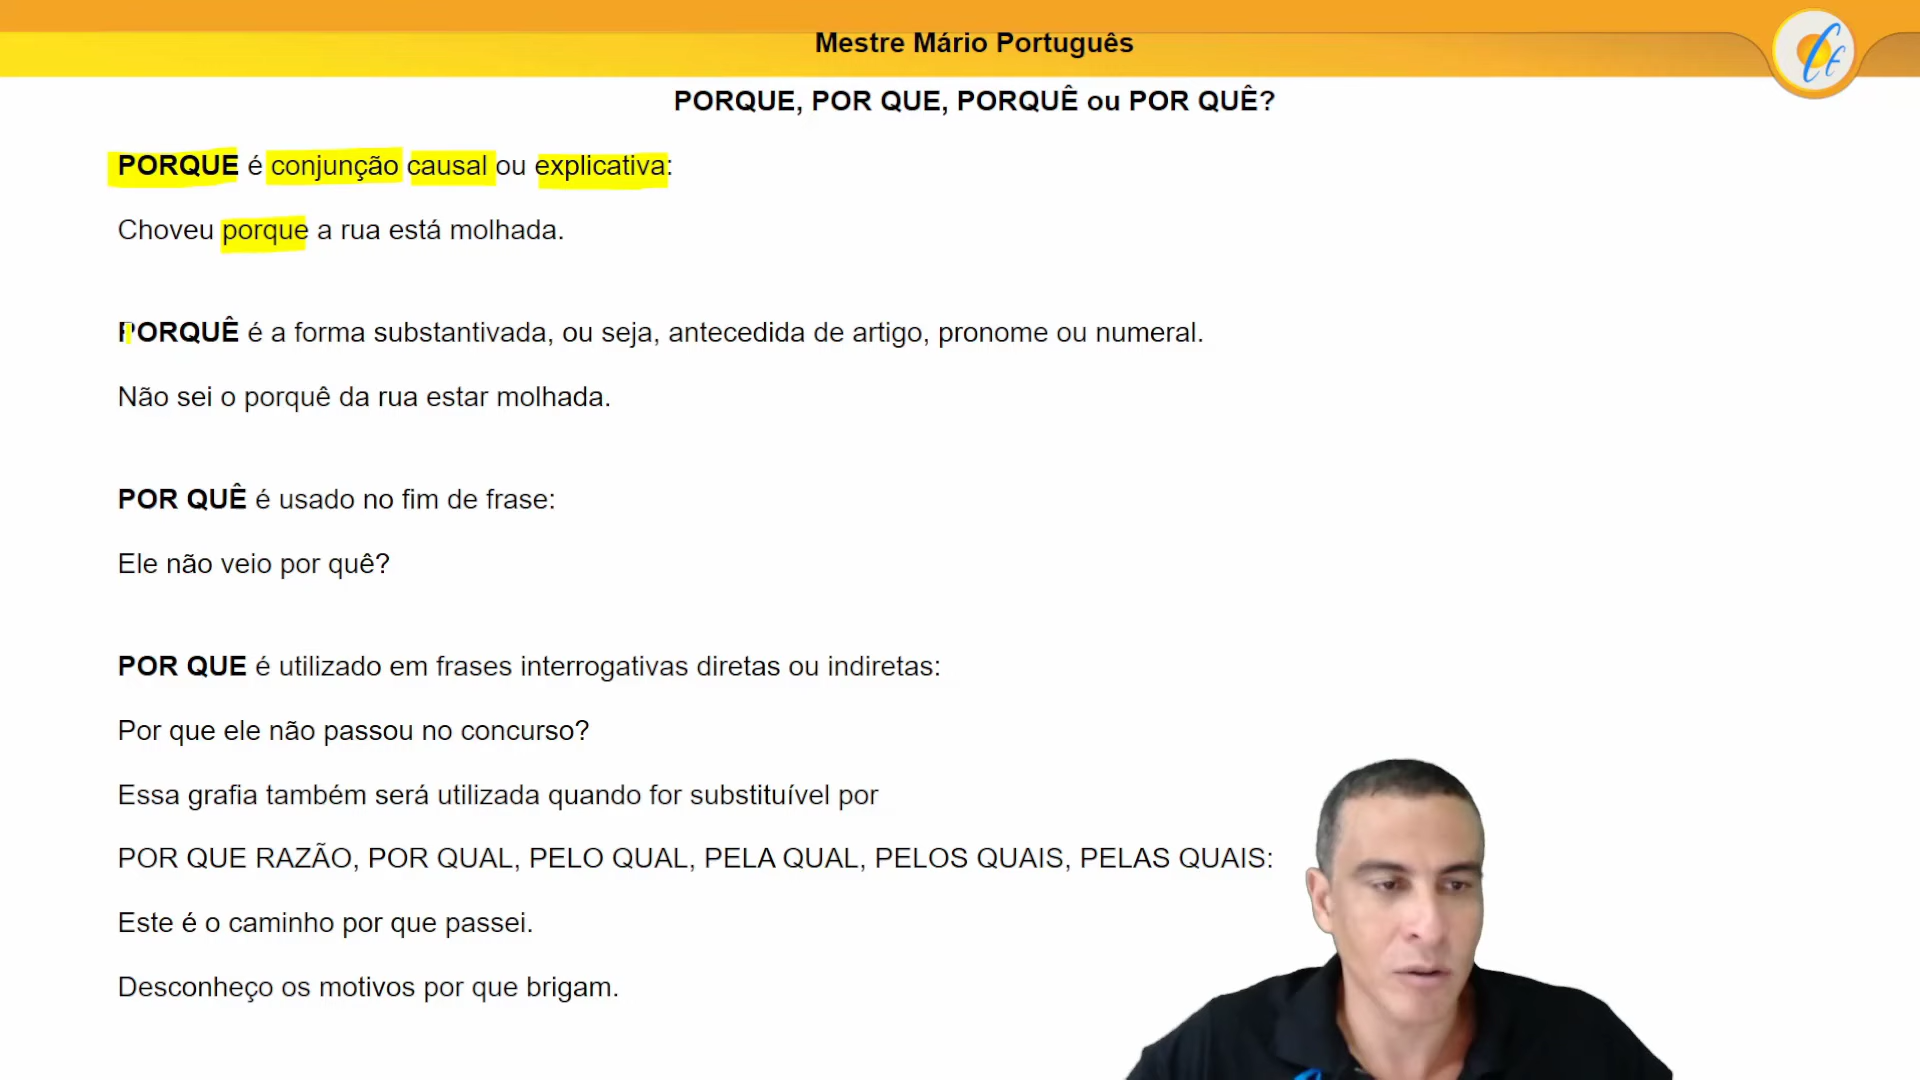 Mestre Mário Português
PORQUE, POR QUE, PORQUÊ ou POR QUÊ?
PORQUE é conjunção causal ou explicativa:
Choveu porque a rua está molhada.
PORQUÊ é a forma substantivada, ou seja, antecedida de artigo, pronome ou numeral.
Não sei o porquê da rua estar molhada.
POR QUÊ é usado no fim de frase:
Ele não veio por quê?
POR QUE é utilizado em frases interrogativas diretas ou indiretas:
Por que ele não passou no concurso?
Essa grafia também será utilizada quando for substituível por
POR QUE RAZÃO, POR QUAL, PELO QUAL, PELA QUAL, PELOS QUAIS, PELAS QUAIS:
Este é o caminho por que passei.
Desconheço os motivos por que brigam.